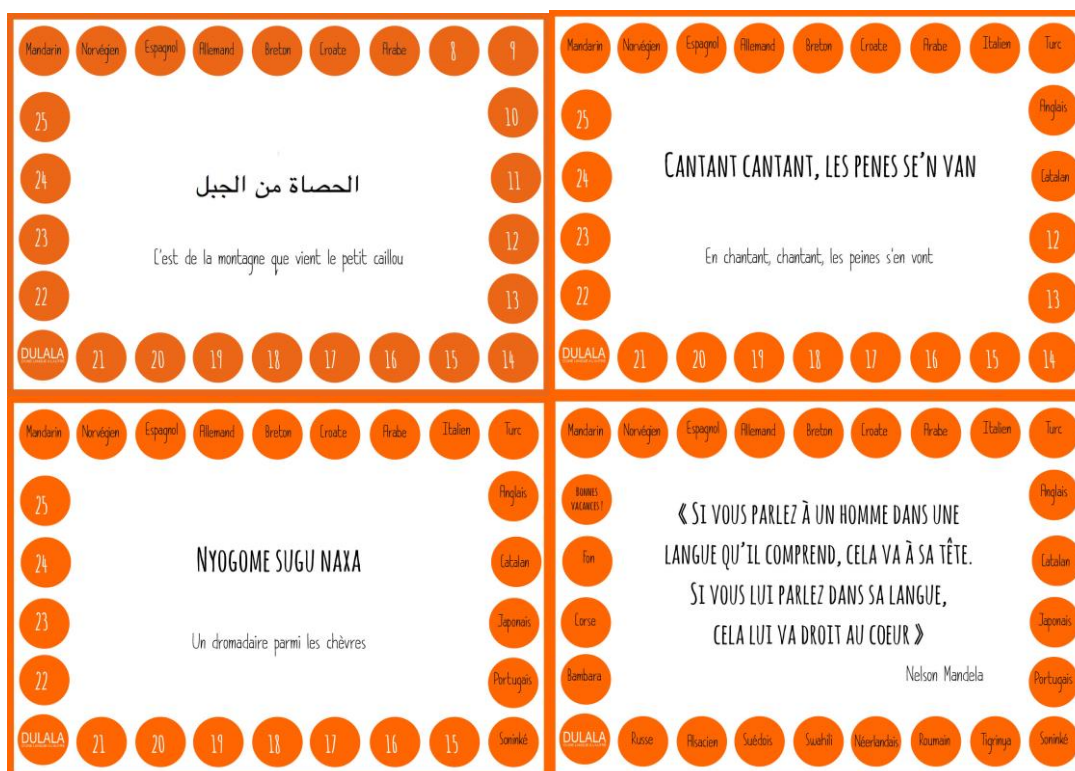 Mandarin Norvégien Espagnol Allemand Breton Croate Arabe 8 9
25 10
الحصاة من الجبل
24 11
C'est de la montagne que vient le petit caillou
23 12
22 13
DULALA 21 20 19 18 17 16 15 14
Mandarin Norvégien Espagnol Allemand Breton Croate Arabe Italien Turc
25 Anglais
CANTANT CANTANT, LES PENES SE'N VAN
24 Catalan
En chantant, chantant, les peines s'en vont
23 12
22 13
DULALA 21 20 19 18 17 16 15 14
Mandarin Norvégien Espagnol Allemand Breton Croate Arabe Italien Turc
25 Anglais
NYOGOME SUGU NAXA
24 Catalan
23 Japonais
Un dromadaire parmi les chèvres
22 Portugais
DULALA 21 20 19 18 17 16 15 Soninké
Mandarin Norvégien Espagnol Allemand Breton Croate Arabe Italien Turc
BONNES
VACANCES !
Anglais
« SI VOUS PARLEZ À UN HOMME DANS UNE
LANGUE QU'IL COMPREND, CELA VA À SA TÊTE.
Fon Catalan
SI VOUS LUI PARLEZ DANS SA LANGUE,
Corse Japonais
CELA LUI VA DROIT AU COEUR »
Nelson Mandela
Bambara Portugais
DULALA Russe Alsacien Suédois Swahili Néerlandais Roumain Tigrinya Soninké